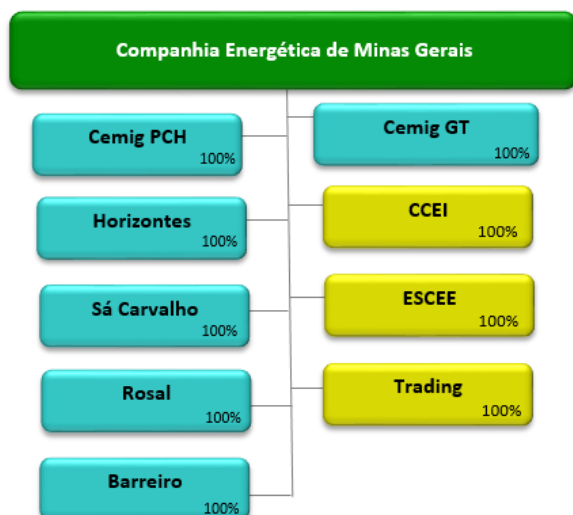 Companhia Energética de Minas Gerais
Cemig PCH
100%
Cemig GT
100%
Horizontes
100%
CCEI
100%
Sá Carvalho
100%
ESCEE
100%
Rosal
100%
Trading
100%
Barreiro
100%